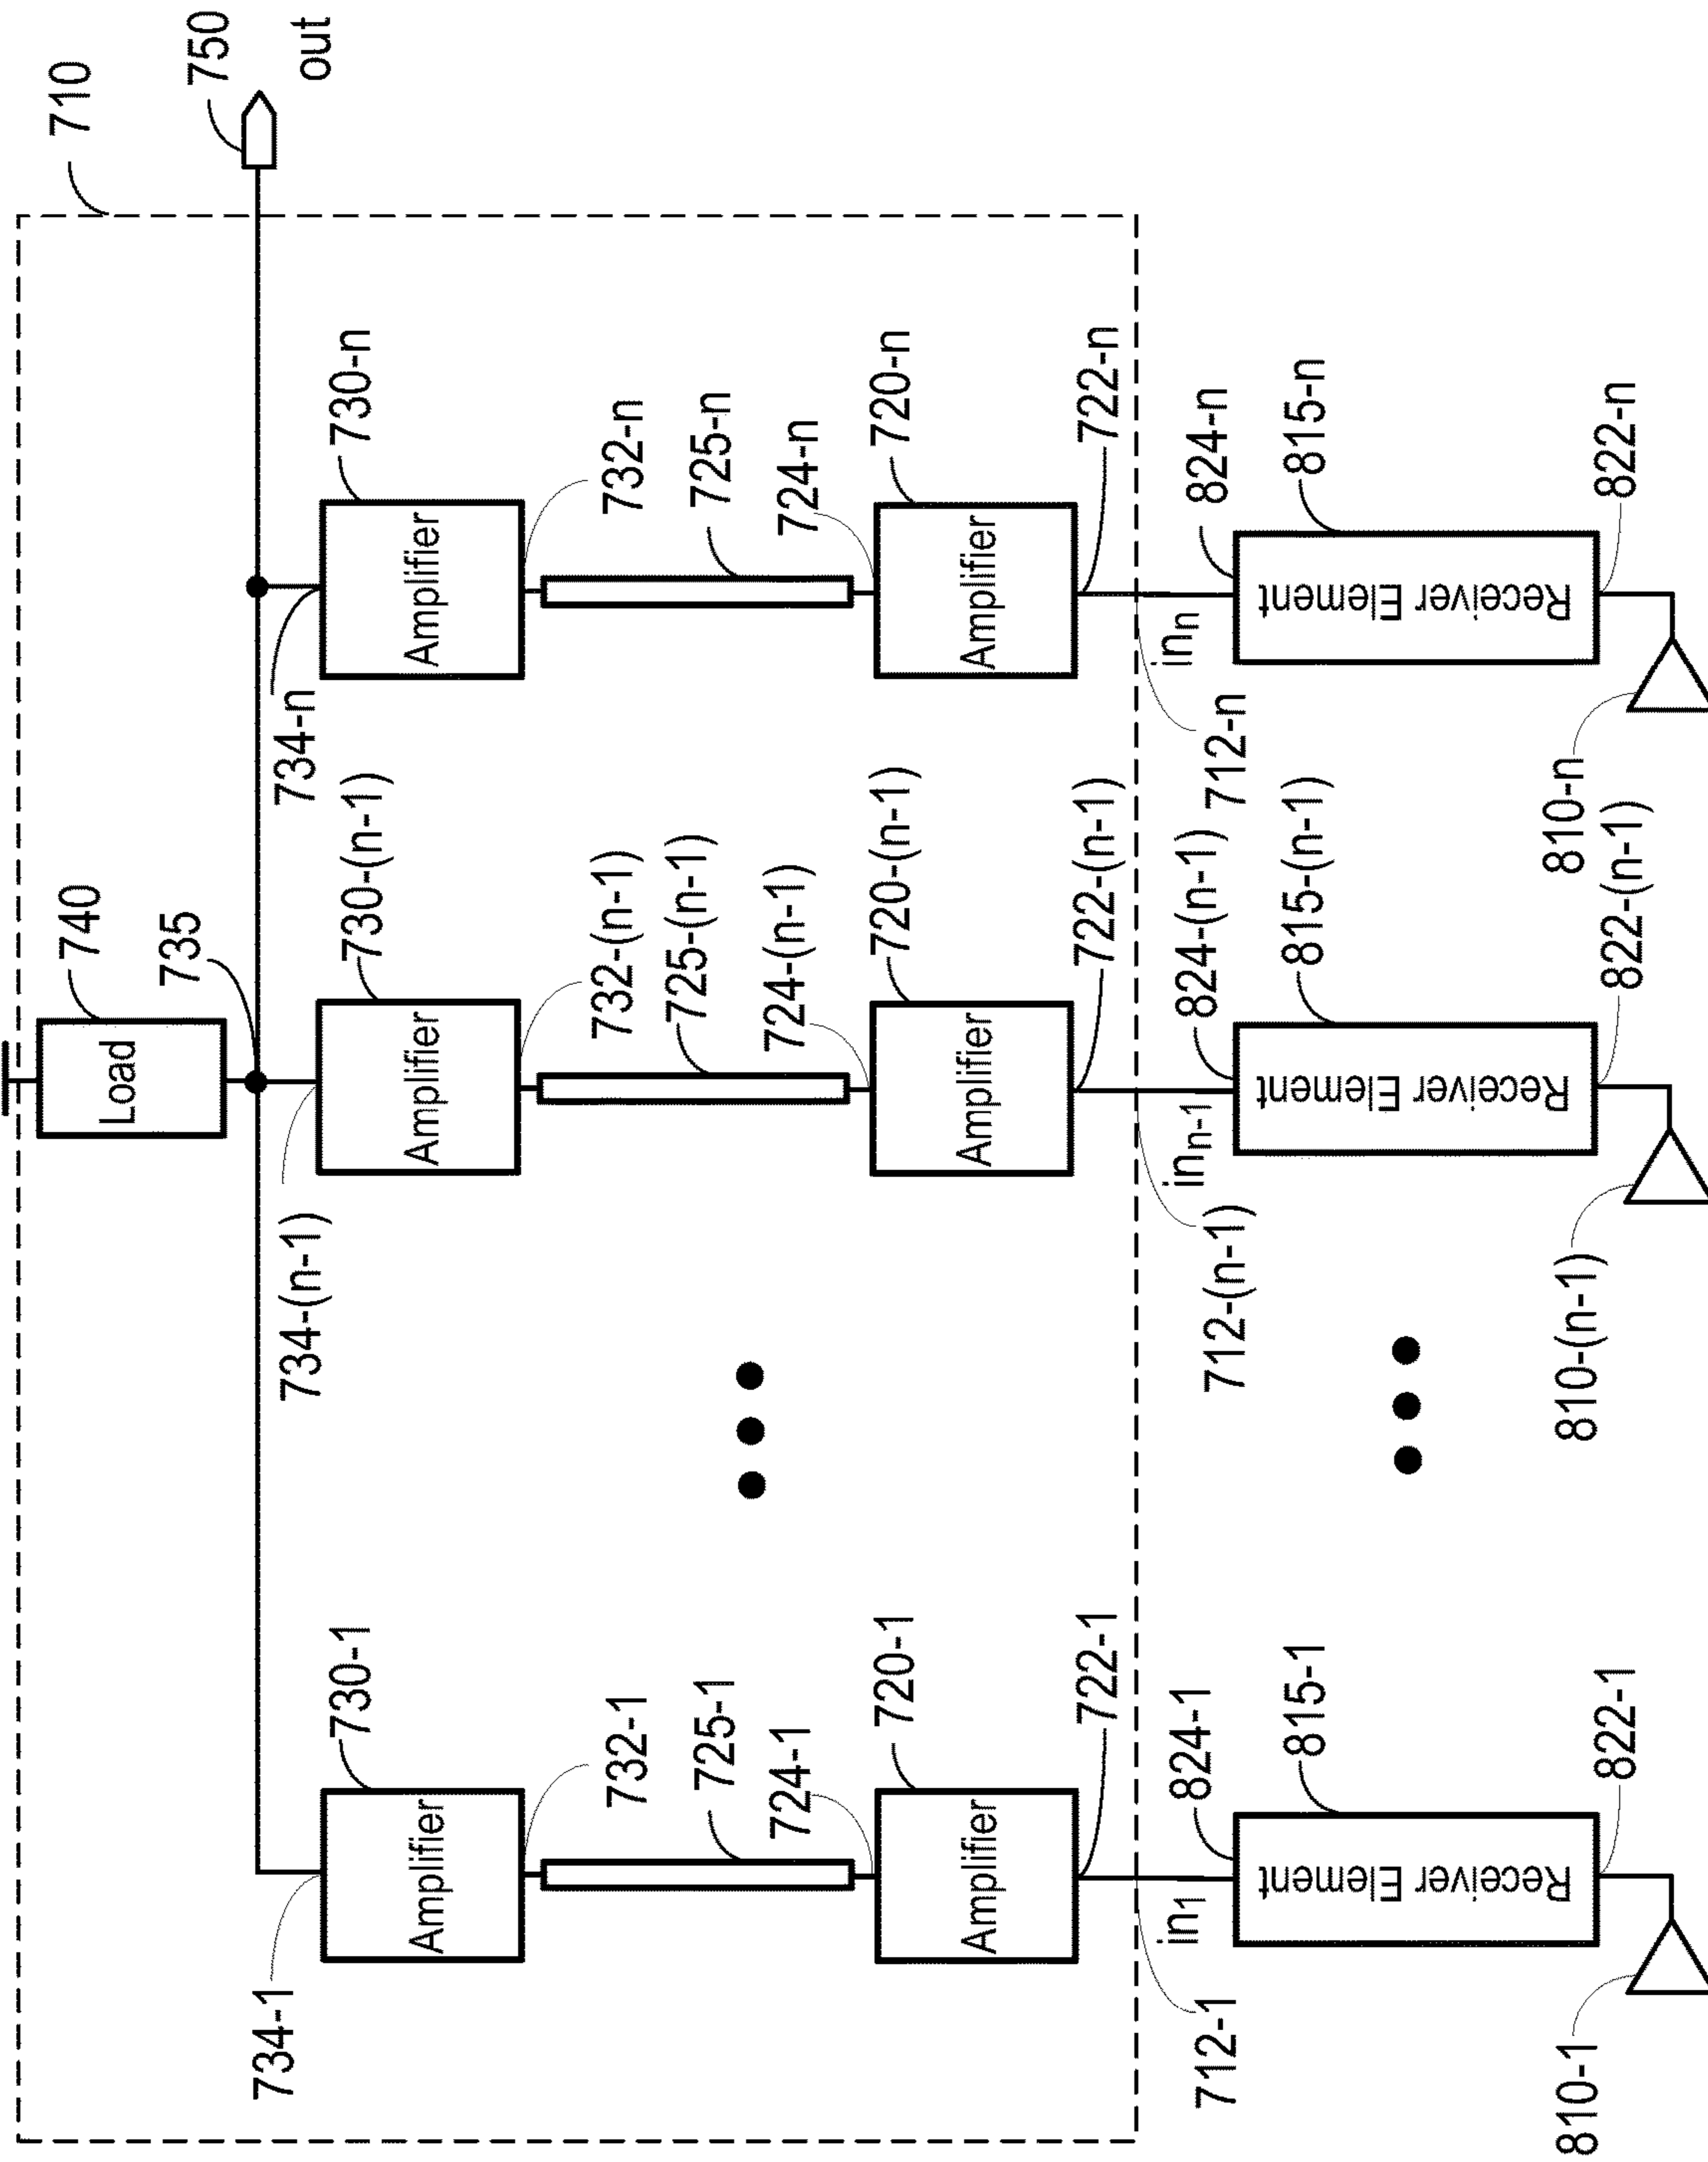 710
750
out
740
Load
735
734-1
734-(n-1)
734-n
730-1
730-(n-1)
730-n
Amplifier
Amplifier
Amplifier
732-1
732-(n-1)
732-n
725-1
725-(n-1)
725-n
724-1
724-(n-1)
724-n
720-1
720-(n-1)
720-n
Amplifier
Amplifier
Amplifier
722-1
722-(n-1)
722-n
in1
inn-1
inn
712-1
712-(n-1)
712-n
824-1
824-(n-1)
824-n
815-1
815-(n-1)
815-n
Receiver Element
Receiver Element
Receiver Element
810-1
810-(n-1)
810-n
822-1
822-(n-1)
822-n